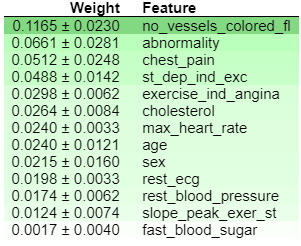 Weight Feature
0.1165 ± 0.0230 no_vessels_colored_fl
0.0661 ± 0.0281 abnormality
0.0512 ± 0.0248 chest_pain
0.0488 ± 0.0142 st_dep_ind_exc
0.0298 ± 0.0062 exercise_ind_angina
0.0264 ± 0.0084 cholesterol
0.0240 ± 0.0033 max_heart_rate
0.0240 ± 0.0121 age
0.0215 ± 0.0160 sex
0.0198 ± 0.0033 rest_ecg
0.0174 ± 0.0062 rest_blood_pressure
0.0124 ± 0.0074 slope_peak_exer_st
0.0017 ± 0.0040 fast_blood_sugar